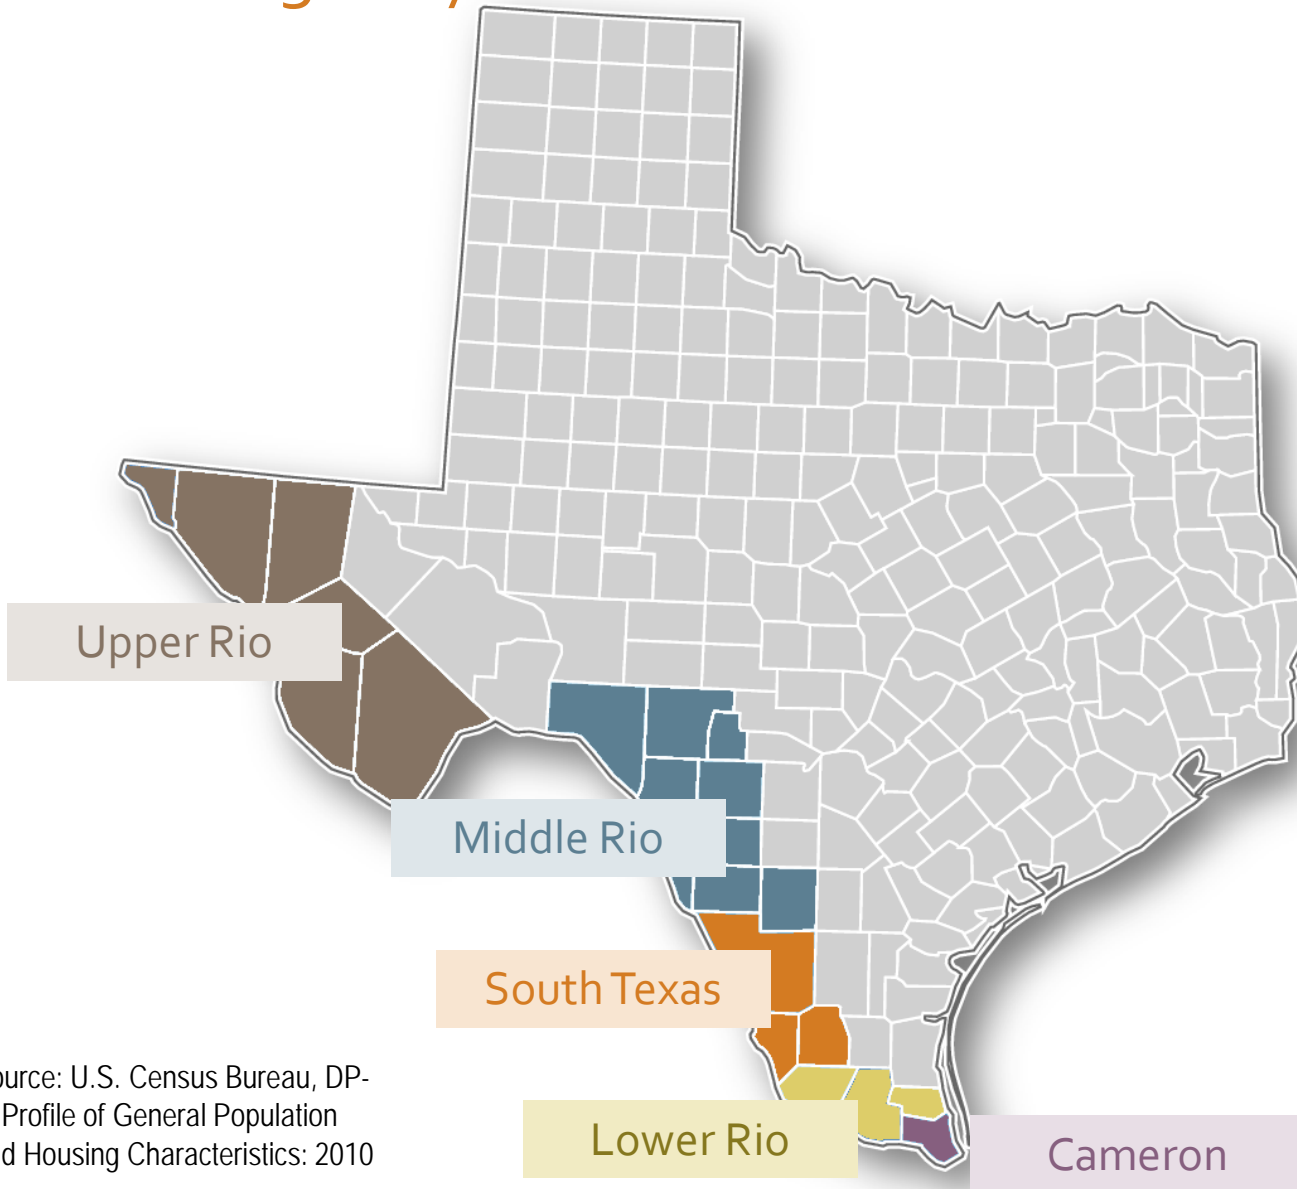 Upper Rio
Middle Rio
South Texas
Lower Rio
Cameron
ource: U.S. Census Bureau, DP-
Profile of General Population
d Housing Characteristics: 2010